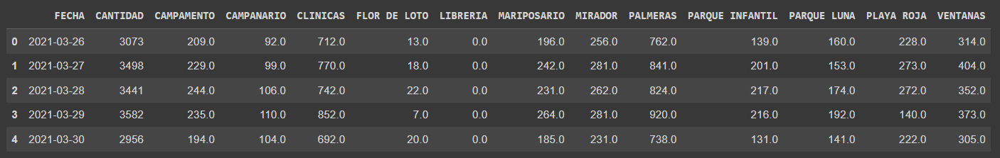 FECHA CANTIDAD CAMPAMENTO CAMPANARIO CLINICAS FLOR DE LOTO LIBRERIA MARIPOSARIO MIRADOR PALMERAS PARQUE INFANTIL PARQUE LUNA PLAYA ROJA VENTANAS
0 2021-03-26 3073 209.0 92.0 712.0 13.0 0.0 196.0 256.0 762.0 139.0 160.0 228.0 314.0
1 2021-03-27 3498 229.0 99.0 770.0 18.0 0.0 242.0 281.0 841.0 201.0 153.0 273.0 404.0
2 2021-03-28 3441 244.0 106.0 742.0 22.0 0.0 231.0 262.0 824.0 217.0 174.0 272.0 352.0
3 2021-03-29 3582 235.0 110.0 852.0 7.0 0.0 264.0 281.0 920.0 216.0 192.0 140.0 373.0
4 2021-03-30 2956 194.0 104.0 692.0 20.0 0.0 185.0 231.0 738.0 131.0 141.0 222.0 305.0